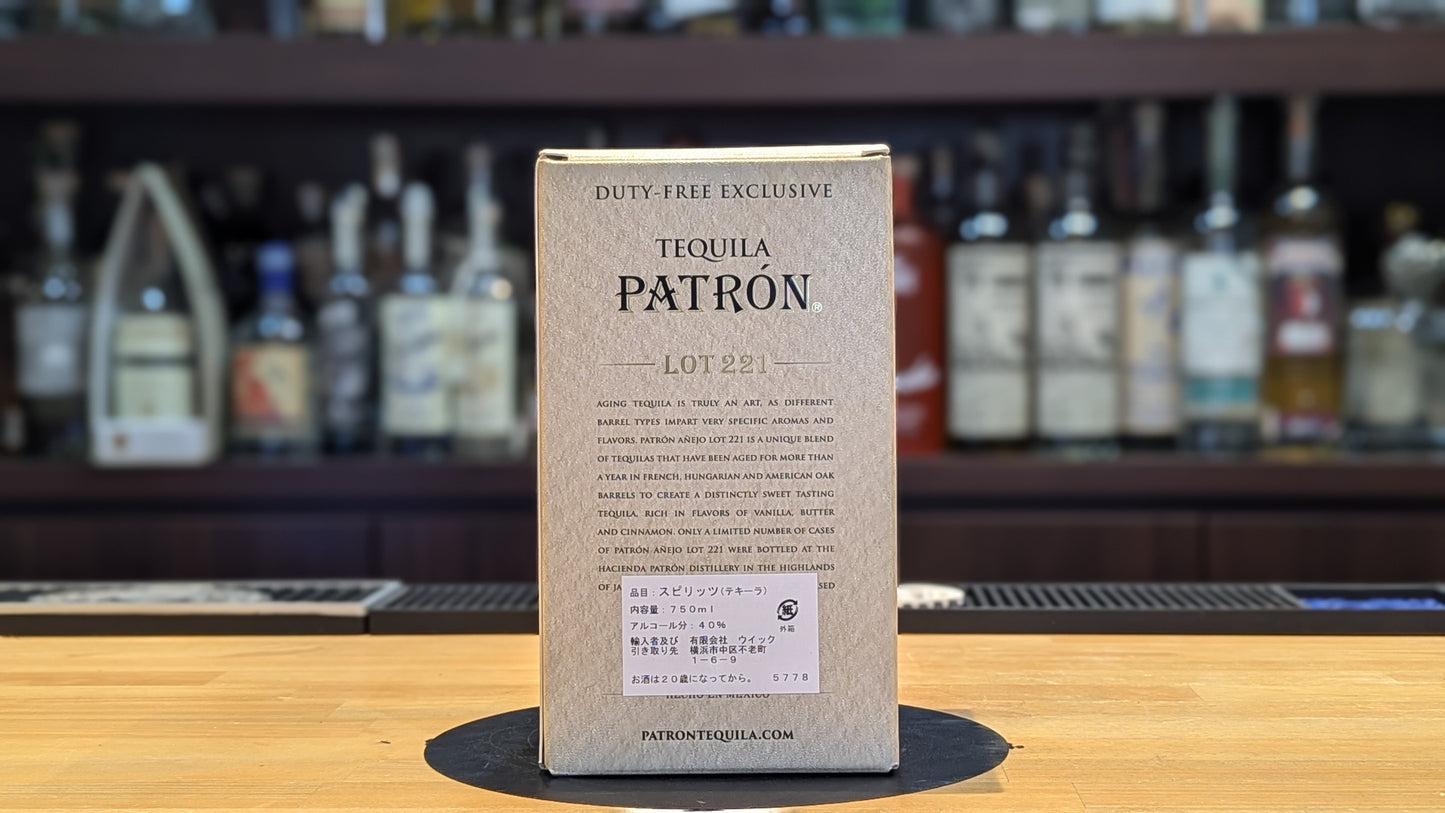 DUTY-FREE EXCLUSIVE
TEQUILA
PATRÓN®
LOT 221
AGING TEQUILA IS TRULY AN ART, AS DIFFERENT
BARREL TYPES IMPART VERY SPECIFIC AROMAS AND
FLAVORS. PATRÓN AÑEJO LOT 221 IS A UNIQUE BLEND
OF TEQUILAS THAT HAVE BEEN AGED FOR MORE THAN
A YEAR IN FRENCH, HUNGARIAN AND AMERICAN OAK
BARRELS TO CREATE A DISTINCTLY SWEET TASTING
TEQUILA, RICH IN FLAVORS OF VANILLA, BUTTER
AND CINNAMON. ONLY A LIMITED NUMBER OF CASES
OF PATRÓN AÑEJO LOT 221 WERE BOTTLED AT THE
HACIENDA PATRÓN DISTILLERY IN THE HIGHLANDS
OF
品目：スピリッツ（テキーラ）
内容量：７５０ｍｌ
紙
アルコール分：４０％
外箱
輸入者及び　有限会社　ウイック
引き取り先　横浜市中区不老町
１－６－９
お酒は２０歳になってから。　５７７８
HECHO EN MÉXICO
PATRONTEQUILA.COM